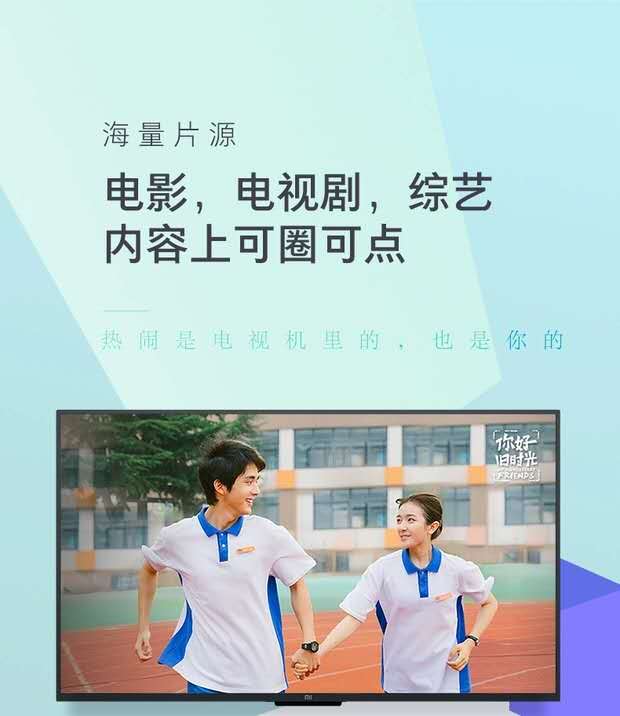 海量片源
电影，电视剧，综艺
内容上可圈可点
热闹是电视机里的，也是你的
你好
旧时光
FRIENDS
mi